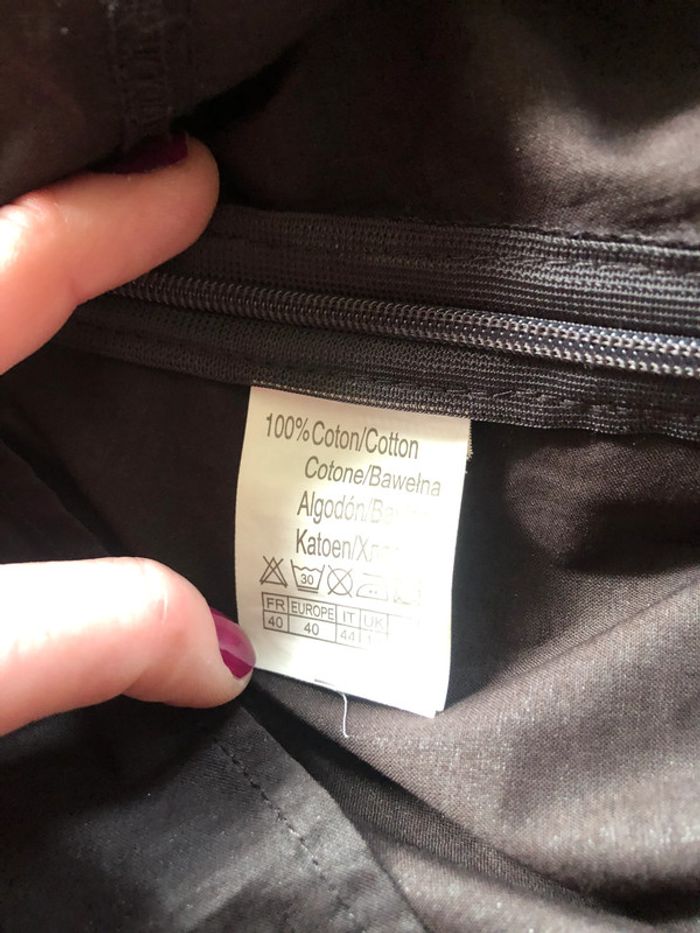 100% Coton/Cotton
Cotone/Bawełna
Algodón/
Katoen/
30
FR EUROPE IT UK
40 40 44